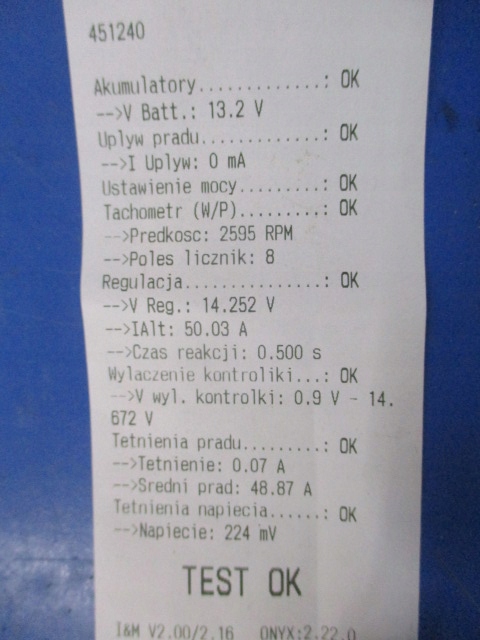 451240
Akumulatory.............: OK
-->V Batt.: 13.2 V
Uplyw pradu.............: OK
-->I Uplyw: 0 mA
Ustawienie mocy.........: OK
Tachometr (W/P).........: OK
-->Predkosc: 2595 RPM
-->Poles licznik: 8
Regulacja...............: OK
-->V Reg.: 14.252 V
-->IAlt: 50.03 A
-->Czas reakcji: 0.500 s
Wylaczenie kontroliki...: OK
-->V wyl. kontrolki: 0.9 V - 14.
672 V
Tetnienia pradu.........: OK
-->Tetnienie: 0.07 A
-->Sredni prad: 48.87 A
Tetnienia napiecia......: OK
-->Napiecie: 224 mV
TEST OK
I&M V2.00/2.16 ONYX:2.22.0